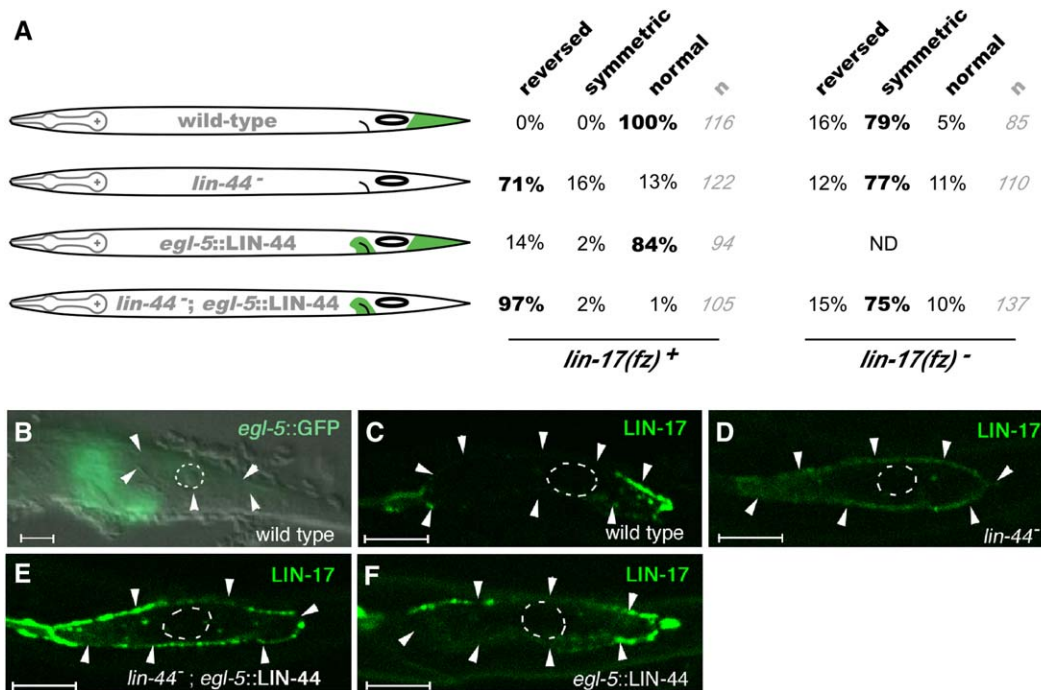 A
reversed symmetric normal n reversed symmetric normal n
wild-type 0% 0% 100% 116 16% 79% 5% 85
lin-44⁻ 71% 16% 13% 122 12% 77% 11% 110
egl-5::LIN-44 14% 2% 84% 94 ND
lin-44⁻; egl-5::LIN-44 97% 2% 1% 105 15% 75% 10% 137
lin-17(fz)⁺ lin-17(fz)⁻
B egl-5::GFP
wild type
C LIN-17
wild type
D LIN-17
lin-44⁻
E LIN-17
lin-44⁻ ; egl-5::LIN-44
F LIN-17
egl-5::LIN-44